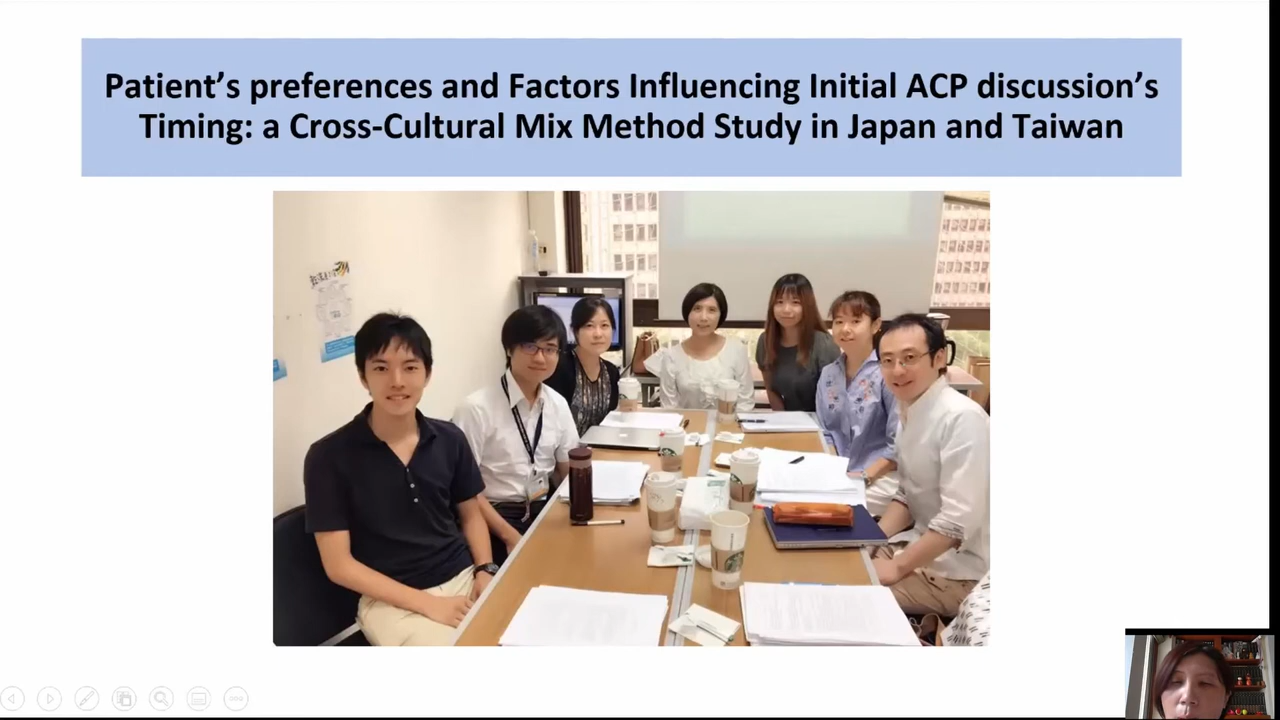 Patient’s preferences and Factors Influencing Initial ACP discussion’s
Timing: a Cross-Cultural Mix Method Study in Japan and Taiwan